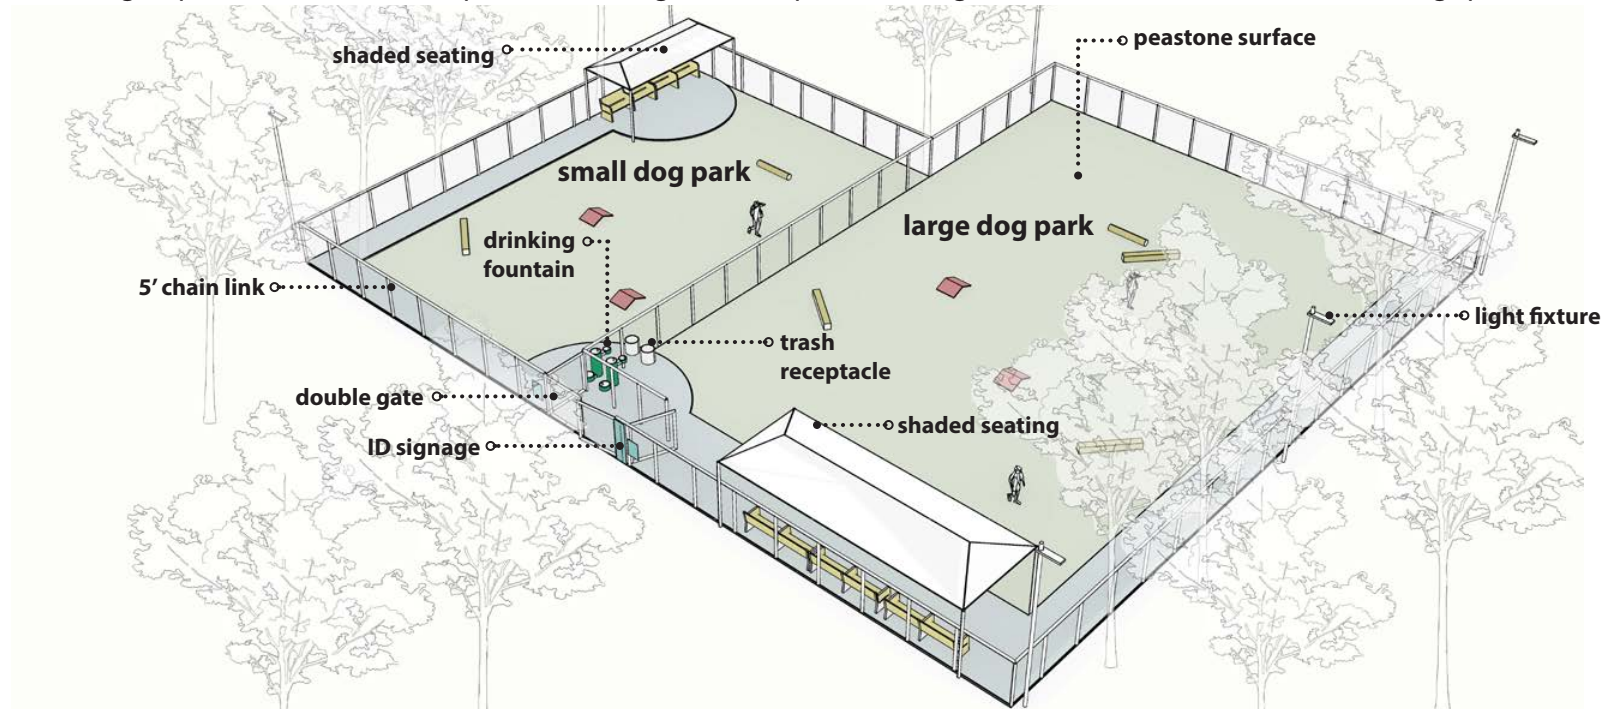 shaded seating
peastone surface
small dog park
large dog park
drinking
fountain
5’ chain link
light fixture
trash
receptacle
double gate
shaded seating
ID signage